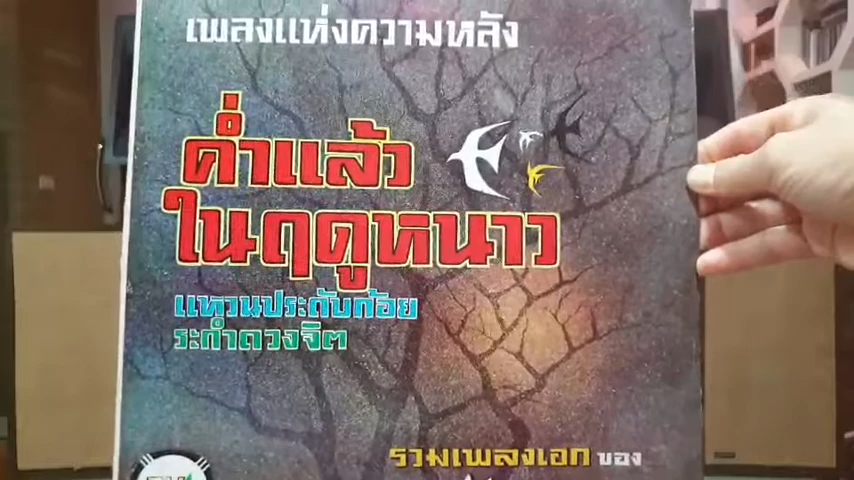 เพลงแห่งความหลัง
ค่ำแล้ว
ในฤดูหนาว
แหวนประดับก้อย
ระกำดวงจิต
รวมเพลงเอก ของ